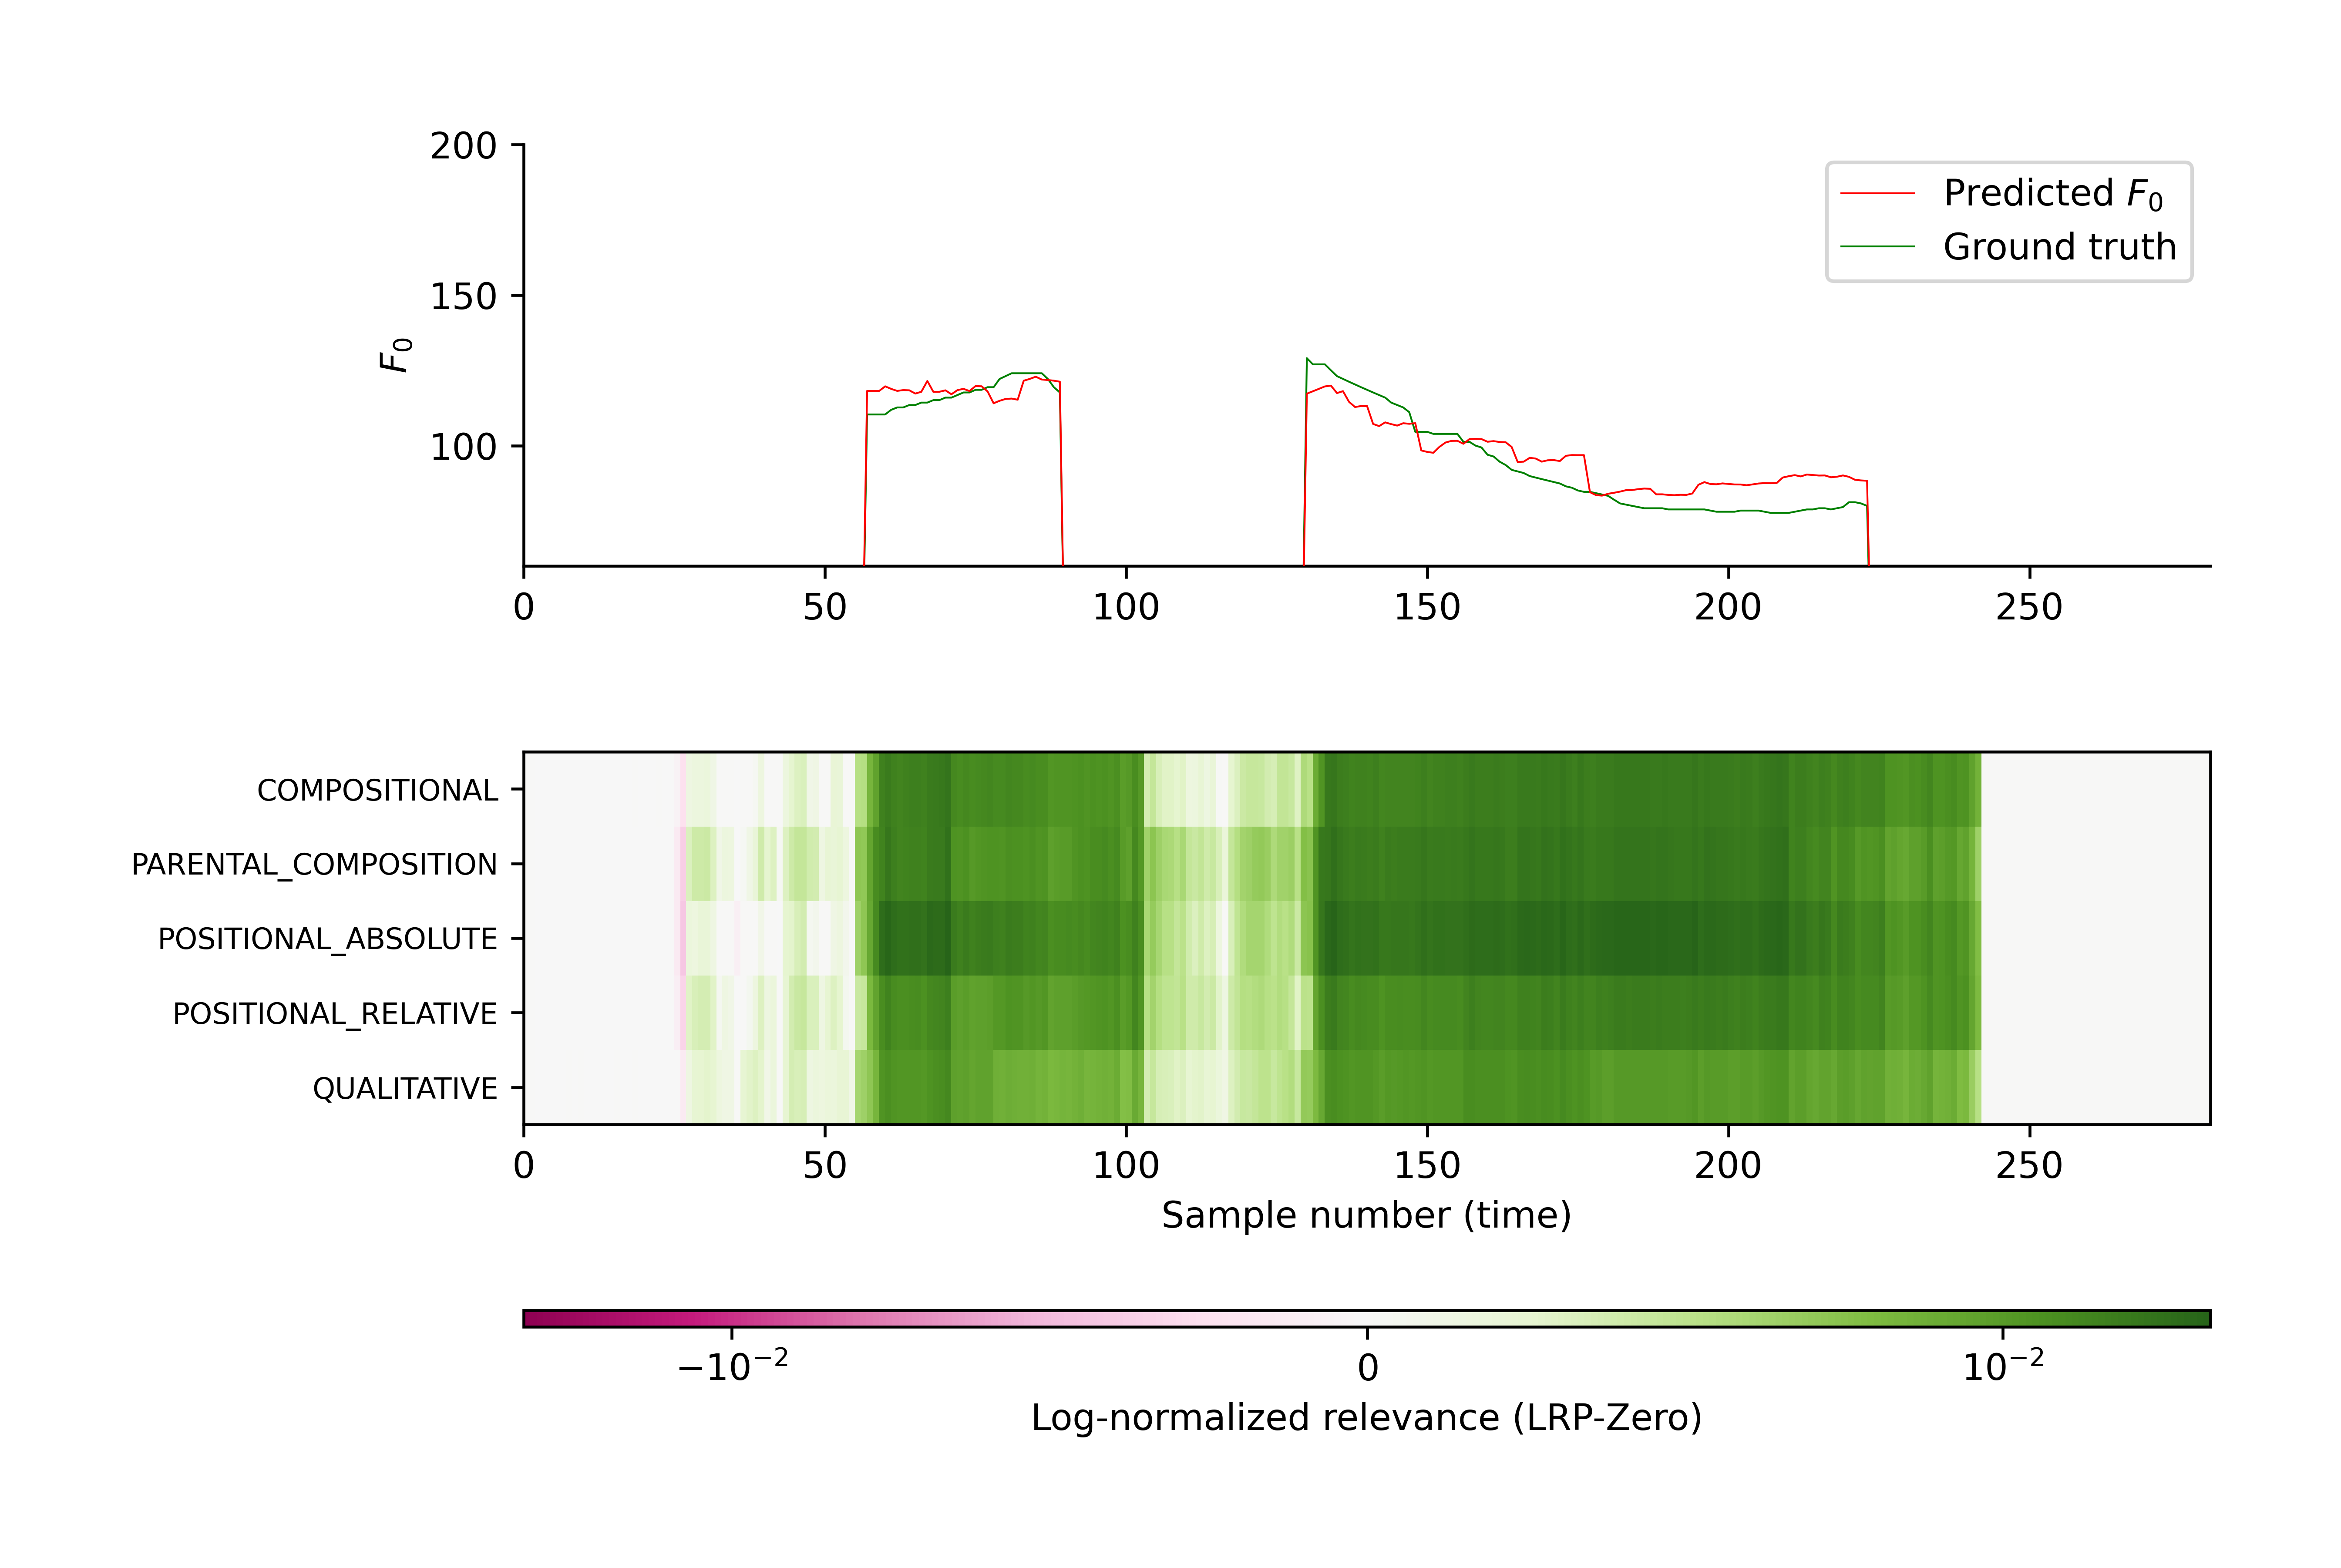 200
150
100
F₀
Predicted F₀
Ground truth
0 50 100 150 200 250
COMPOSITIONAL
PARENTAL_COMPOSITION
POSITIONAL_ABSOLUTE
POSITIONAL_RELATIVE
QUALITATIVE
0 50 100 150 200 250
Sample number (time)
−10⁻² 0 10⁻²
Log-normalized relevance (LRP-Zero)